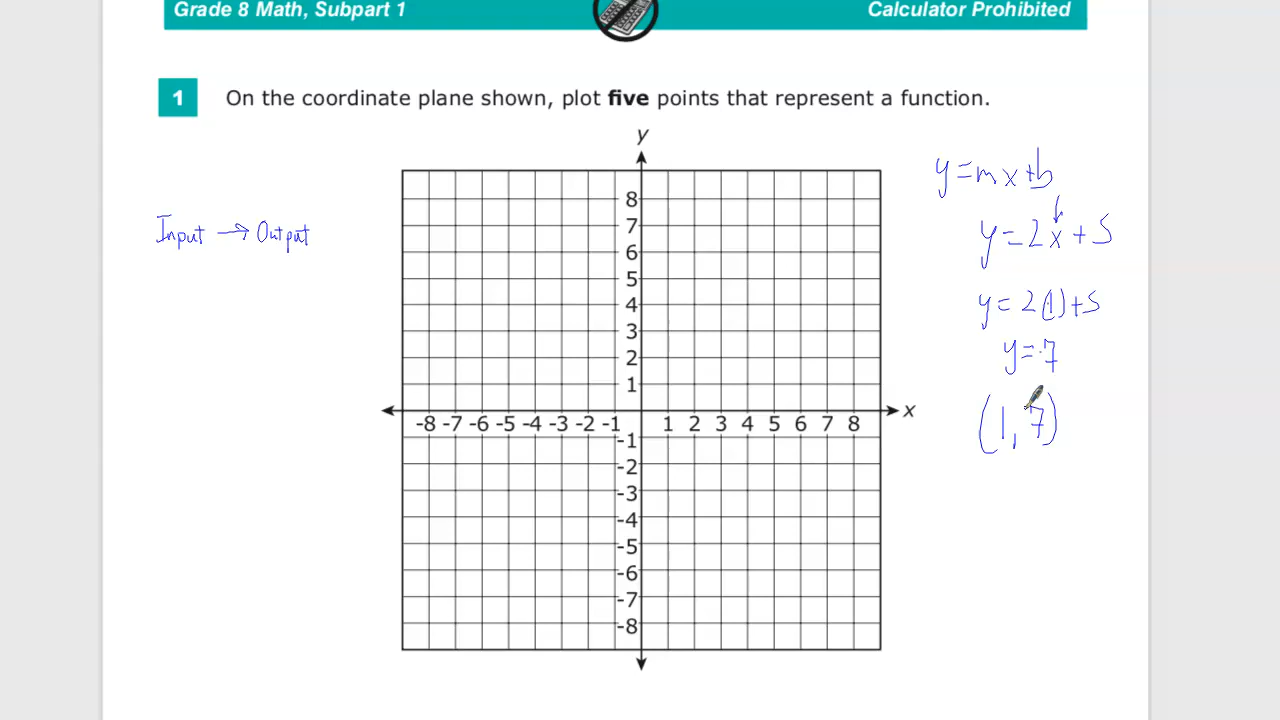 Grade 8 Math, Subpart 1 Calculator Prohibited
1 On the coordinate plane shown, plot five points that represent a function.
y
y=mx+b
Input → Output
y=2x+5
y=2(1)+5
y=7
(1,7)
8
7
6
5
4
3
2
1
x
-8 -7 -6 -5 -4 -3 -2 -1 1 2 3 4 5 6 7 8
-1
-2
-3
-4
-5
-6
-7
-8